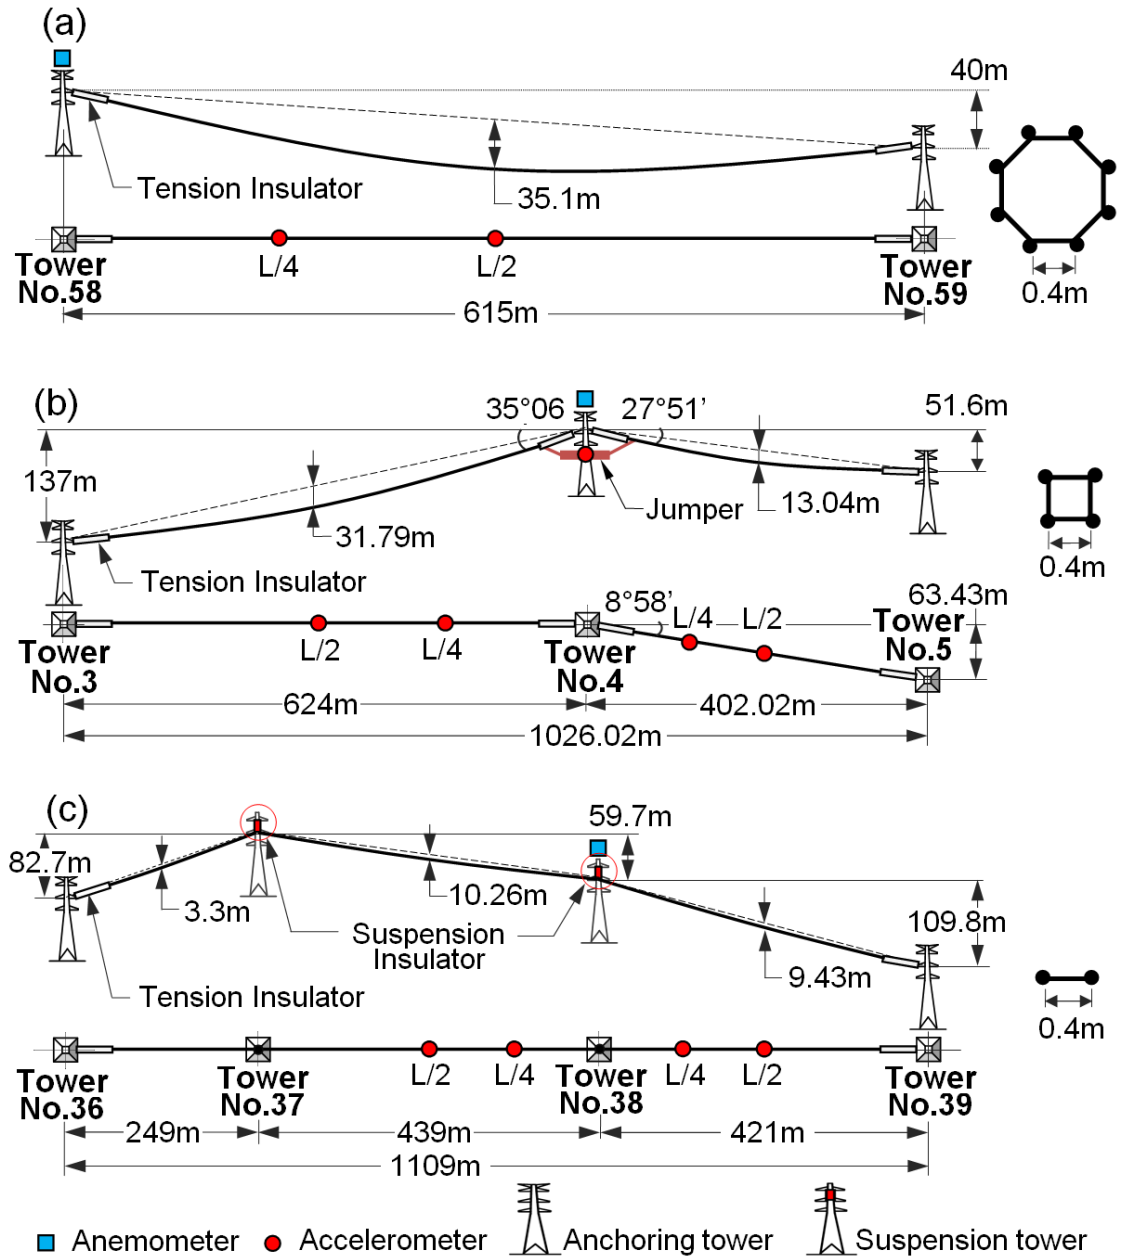 (a)
40m
Tension Insulator
35.1m
L/4
L/2
Tower
No.58
Tower
No.59
0.4m
615m
(b)
35°06
27°51’
51.6m
137m
Jumper
13.04m
31.79m
0.4m
Tension Insulator
8°58’
L/4
L/2
63.43m
Tower
No.5
L/2
L/4
Tower
No.3
Tower
No.4
624m
402.02m
1026.02m
(c)
59.7m
82.7m
3.3m
10.26m
Suspension
Insulator
109.8m
9.43m
Tension Insulator
0.4m
L/2
L/4
L/4
L/2
Tower
No.36
Tower
No.37
Tower
No.38
Tower
No.39
249m
439m
421m
1109m
Anemometer
Accelerometer
Anchoring tower
Suspension tower